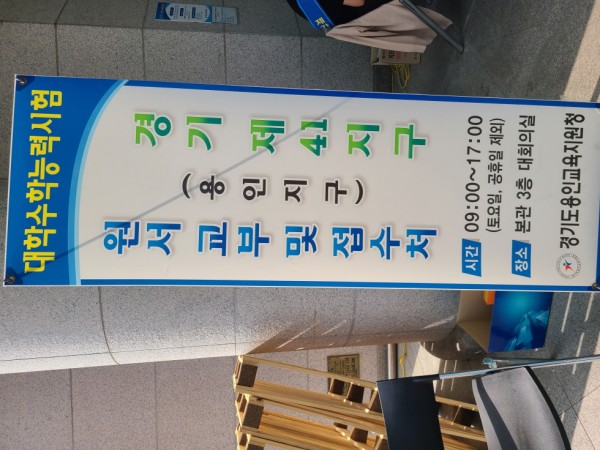 대학수학능력시험
경기 제41지구
(용인지구)
원서 교부 및 접수처
시간 09:00~17:00
(토요일, 공휴일 제외)
장소 본관 3층 대회의실
경기도용인교육지원청